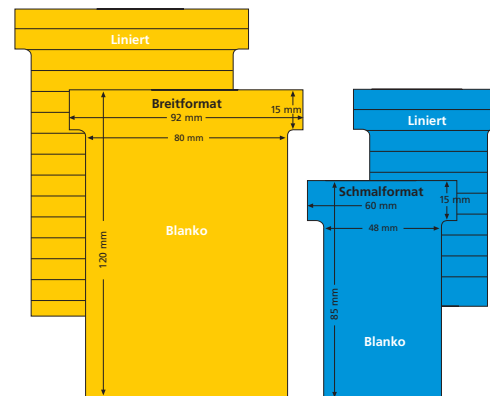 Liniert
Breitformat
92 mm
15 mm
80 mm
120 mm
Blanko
Liniert
Schmalformat
60 mm
15 mm
48 mm
85 mm
Blanko